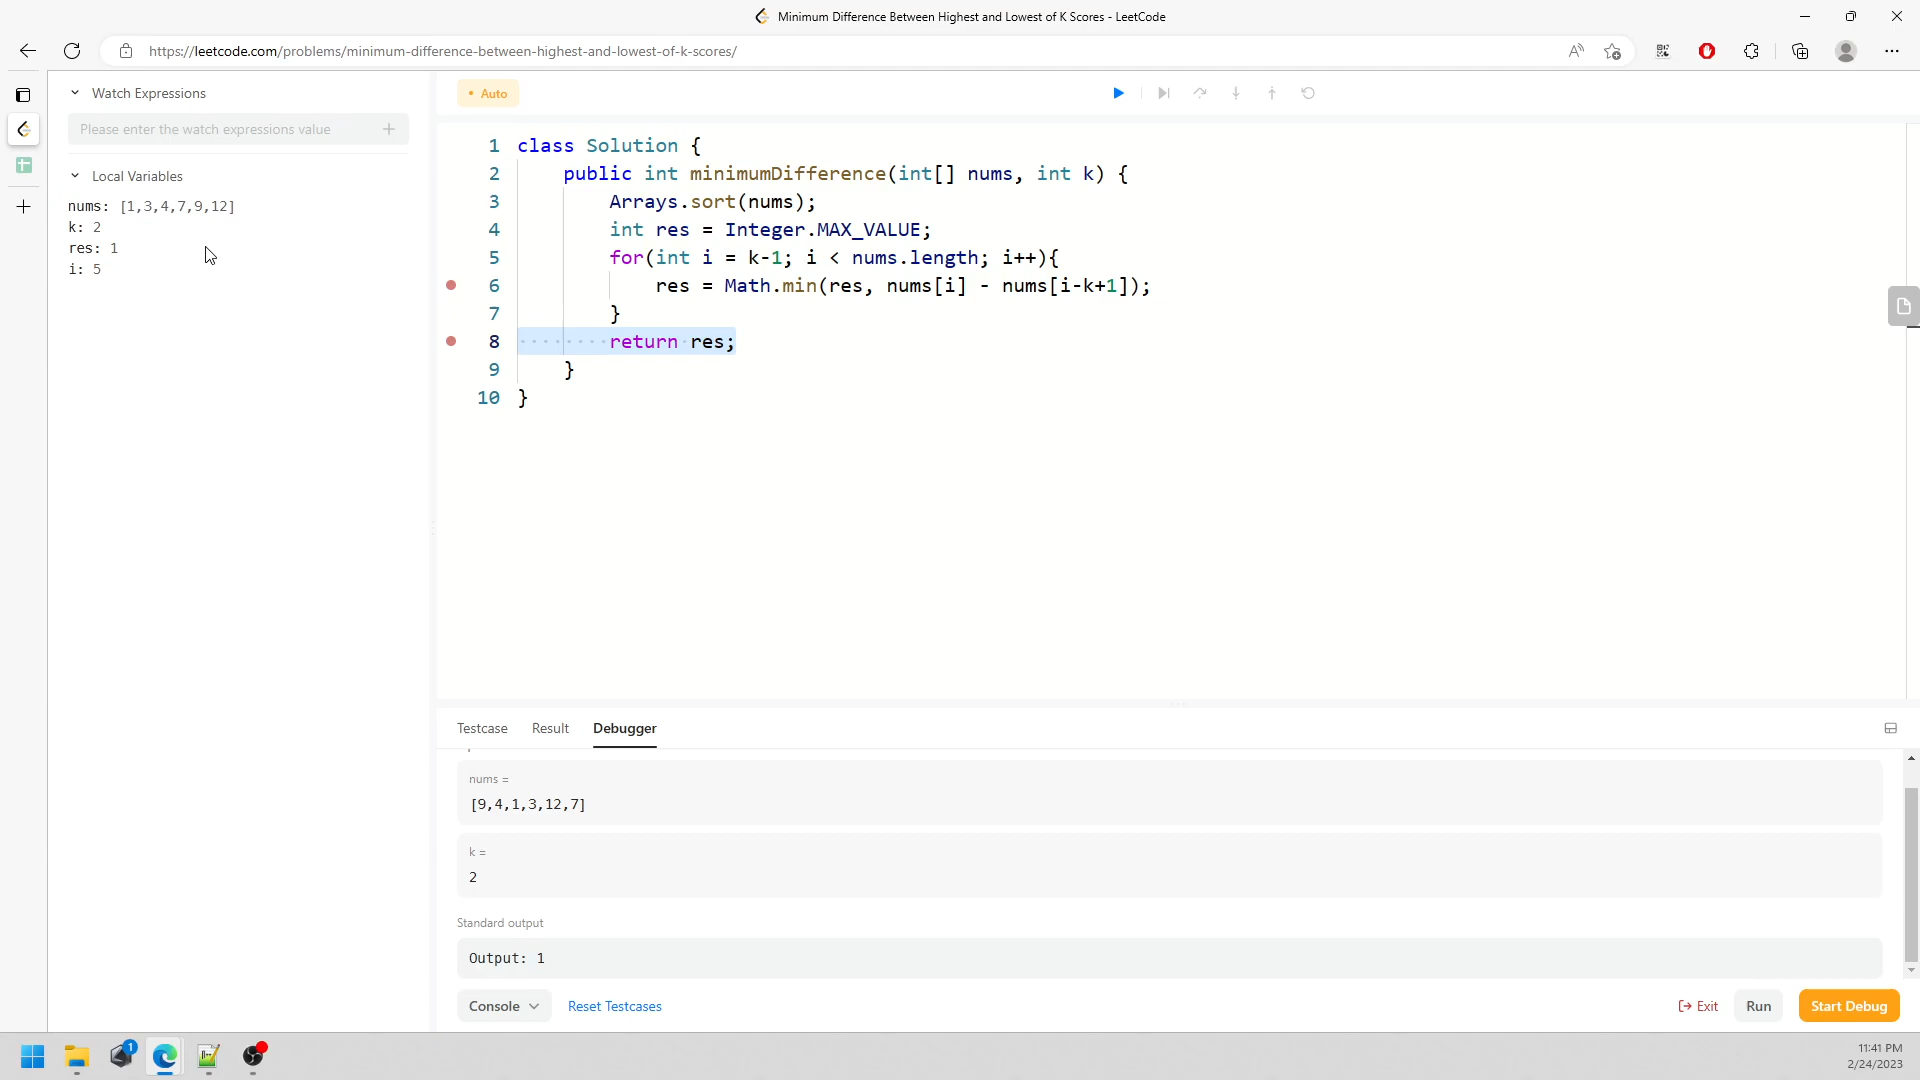 Minimum Difference Between Highest and Lowest of K Scores - LeetCode
https://leetcode.com/problems/minimum-difference-between-highest-and-lowest-of-k-scores/
Watch Expressions
Please enter the watch expressions value
Local Variables
nums: [1,3,4,7,9,12]
k: 2
res: 1
i: 5
• Auto
1 class Solution {
2 public int minimumDifference(int[] nums, int k) {
3 Arrays.sort(nums);
4 int res = Integer.MAX_VALUE;
5 for(int i = k-1; i < nums.length; i++){
6 res = Math.min(res, nums[i] - nums[i-k+1]);
7 }
8 ········return·res;
9 }
10 }
Testcase Result Debugger
nums =
[9,4,1,3,12,7]
k =
2
Standard output
Output: 1
Console Reset Testcases Exit Run Start Debug
1
11:41 PM
2/24/2023